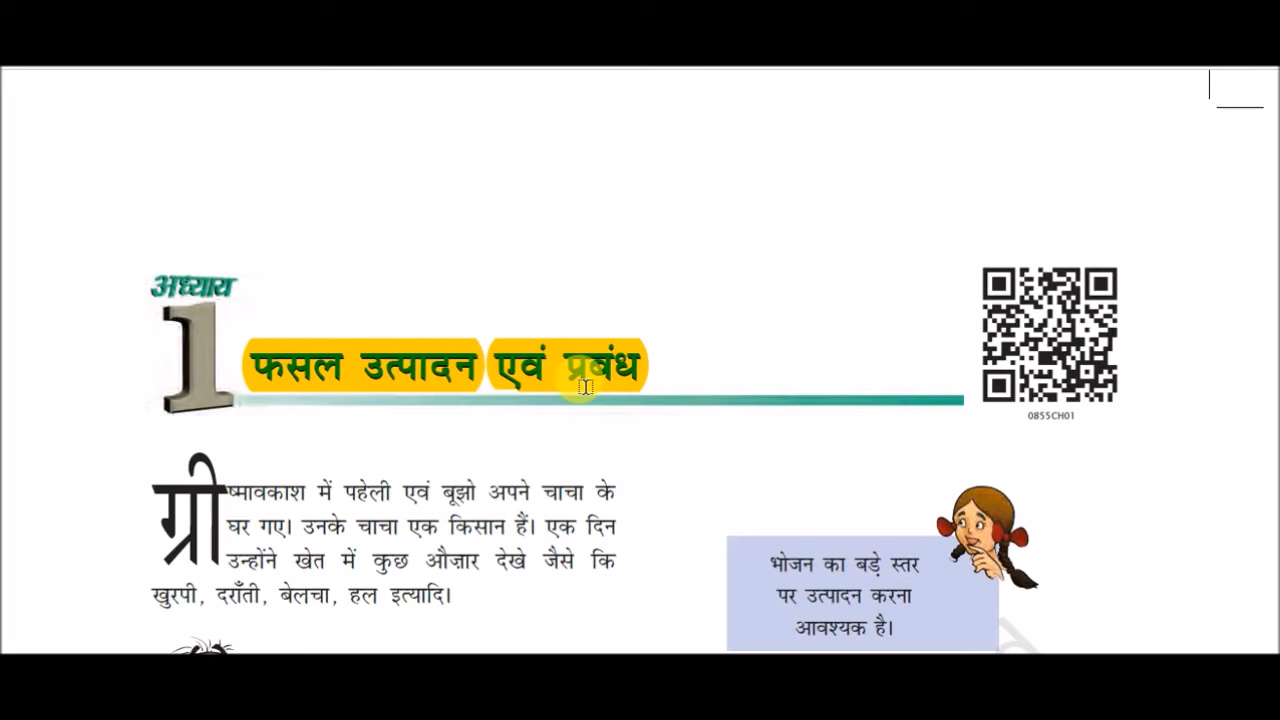 अध्याय
1
फसल उत्पादन एवं प्रबंध
0855CH01
ग्रीष्मावकाश में पहेली एवं बूझो अपने चाचा के
घर गए। उनके चाचा एक किसान हैं। एक दिन
उन्होंने खेत में कुछ औज़ार देखे जैसे कि
खुरपी, दराँती, बेलचा, हल इत्यादि।
भोजन का बड़े स्तर
पर उत्पादन करना
आवश्यक है।